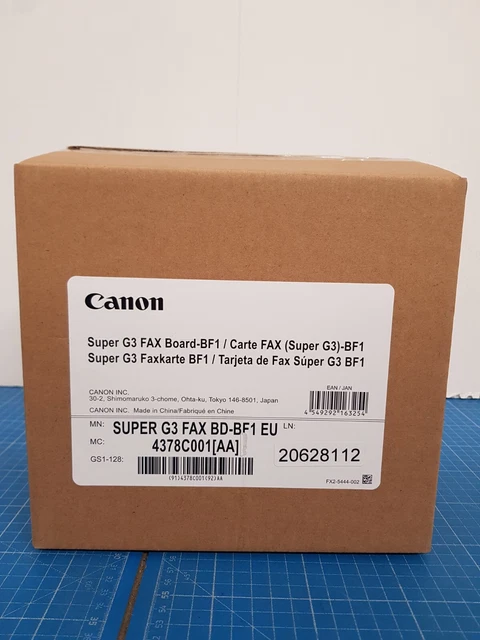 Canon
Super G3 FAX Board-BF1 / Carte FAX (Super G3)-BF1
Super G3 Faxkarte BF1 / Tarjeta de Fax Súper G3 BF1
CANON INC.
30-2, Shimomaruko 3-chome, Ohta-ku, Tokyo 146-8501, Japan
CANON INC. Made in China/Fabriqué en Chine
EAN / JAN
4 549292 163254
MN: SUPER G3 FAX BD-BF1 EU LN:
MC: 4378C001[AA]
GS1-128:
(91)4378C001(92)AA
20628112
FX2-5444-002